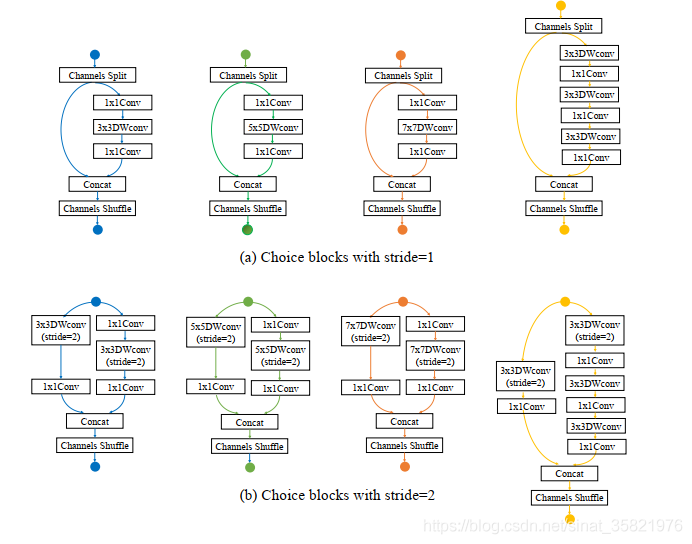 Channels Split
1x1Conv
3x3DWconv
1x1Conv
Concat
Channels Shuffle
Channels Split
1x1Conv
5x5DWconv
1x1Conv
Concat
Channels Shuffle
Channels Split
1x1Conv
7x7DWconv
1x1Conv
Concat
Channels Shuffle
Channels Split
3x3DWconv
1x1Conv
3x3DWconv
1x1Conv
3x3DWconv
1x1Conv
Concat
Channels Shuffle
(a) Choice blocks with stride=1
3x3DWconv
(stride=2)
1x1Conv
1x1Conv
3x3DWconv
(stride=2)
1x1Conv
Concat
Channels Shuffle
5x5DWconv
(stride=2)
1x1Conv
1x1Conv
5x5DWconv
(stride=2)
1x1Conv
Concat
Channels Shuffle
7x7DWconv
(stride=2)
1x1Conv
1x1Conv
7x7DWconv
(stride=2)
1x1Conv
Concat
Channels Shuffle
3x3DWconv
(stride=2)
1x1Conv
3x3DWconv
(stride=2)
1x1Conv
3x3DWconv
1x1Conv
3x3DWconv
1x1Conv
Concat
Channels Shuffle
(b) Choice blocks with stride=2
https://blog.csdn.net/sinat_35821976